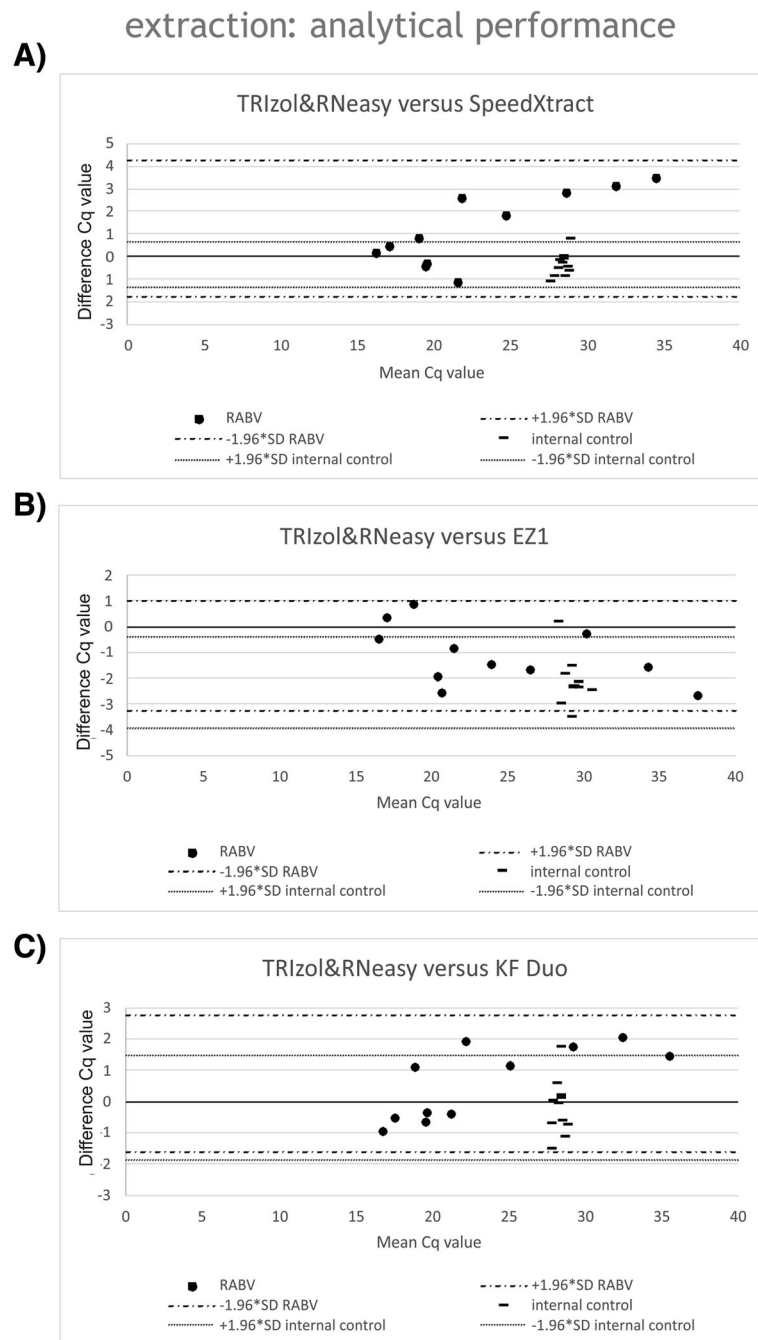 extraction: analytical performance
A)
TRIzol&RNeasy versus SpeedXtract
Difference Cq value
5
4
3
2
1
0
1
2
-3
0 5 10 15 20 25 30 35 40
Mean Cq value
RABV +1.96*SD RABV
-1.96*SD RABV internal control
+1.96*SD internal control -1.96*SD internal control
B)
TRIzol&RNeasy versus EZ1
Difference Cq value
2
1
0
-1
-2
-3
-4
-5
0 5 10 15 20 25 30 35 40
Mean Cq value
RABV +1.96*SD RABV
-1.96*SD RABV internal control
+1.96*SD internal control -1.96*SD internal control
C)
TRIzol&RNeasy versus KF Duo
Difference Cq value
3
2
1
0
-1
-2
-3
0 5 10 15 20 25 30 35 40
Mean Cq value
RABV +1.96*SD RABV
-1.96*SD RABV internal control
+1.96*SD internal control -1.96*SD internal control